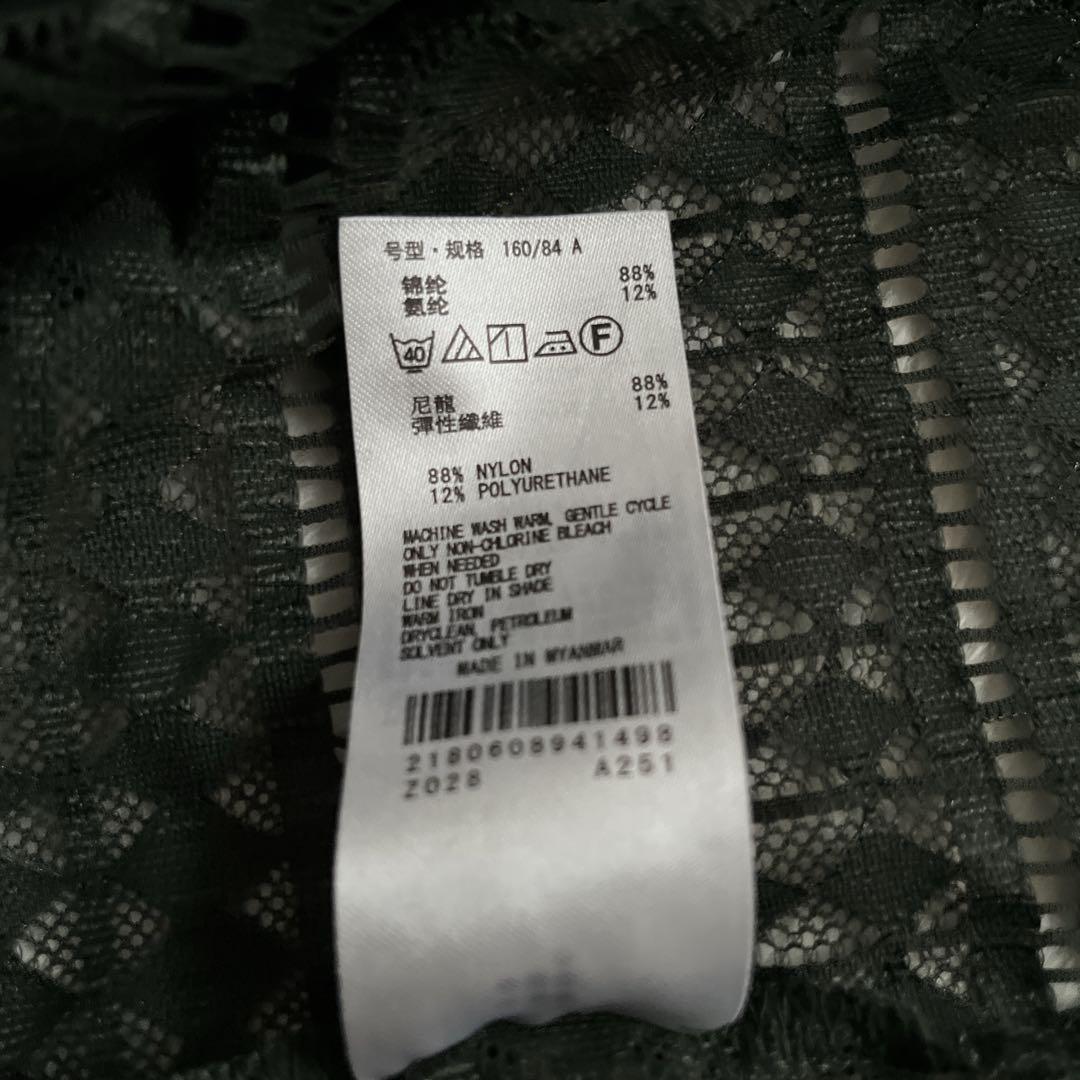 号型·规格 160/84 A
锦纶 88%
氨纶 12%
40 F
尼龍 88%
彈性纖維 12%
88% NYLON
12% POLYURETHANE
MACHINE WASH WARM, GENTLE CYCLE
ONLY NON-CHLORINE BLEACH
WHEN NEEDED
DO NOT TUMBLE DRY
LINE DRY IN SHADE
WARM IRON
DRYCLEAN, PETROLEUM
SOLVENT ONLY
MADE IN MYANMAR
2180608941498
Z028 A251